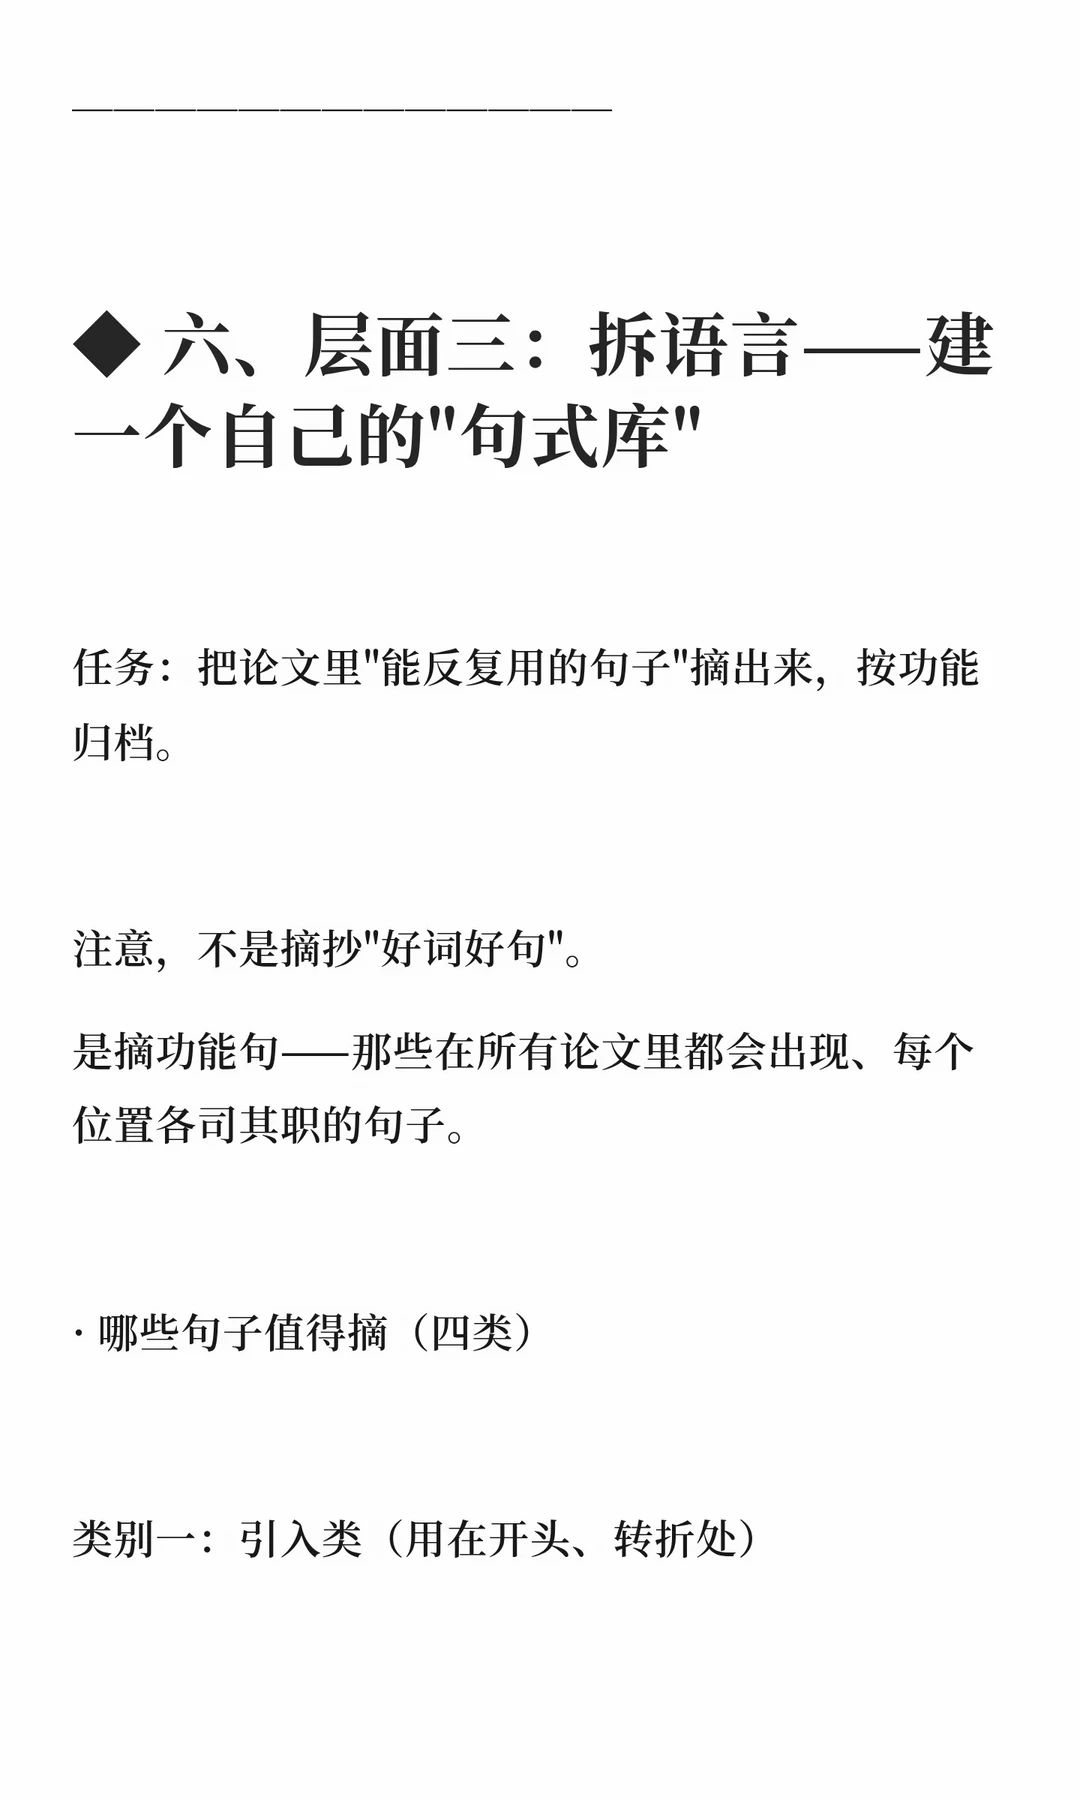 —————————————
◆ 六、层面三：拆语言——建
一个自己的"句式库"
任务：把论文里"能反复用的句子"摘出来，按功能
归档。
注意，不是摘抄"好词好句"。
是摘功能句——那些在所有论文里都会出现、每个
位置各司其职的句子。
· 哪些句子值得摘（四类）
类别一：引入类（用在开头、转折处）